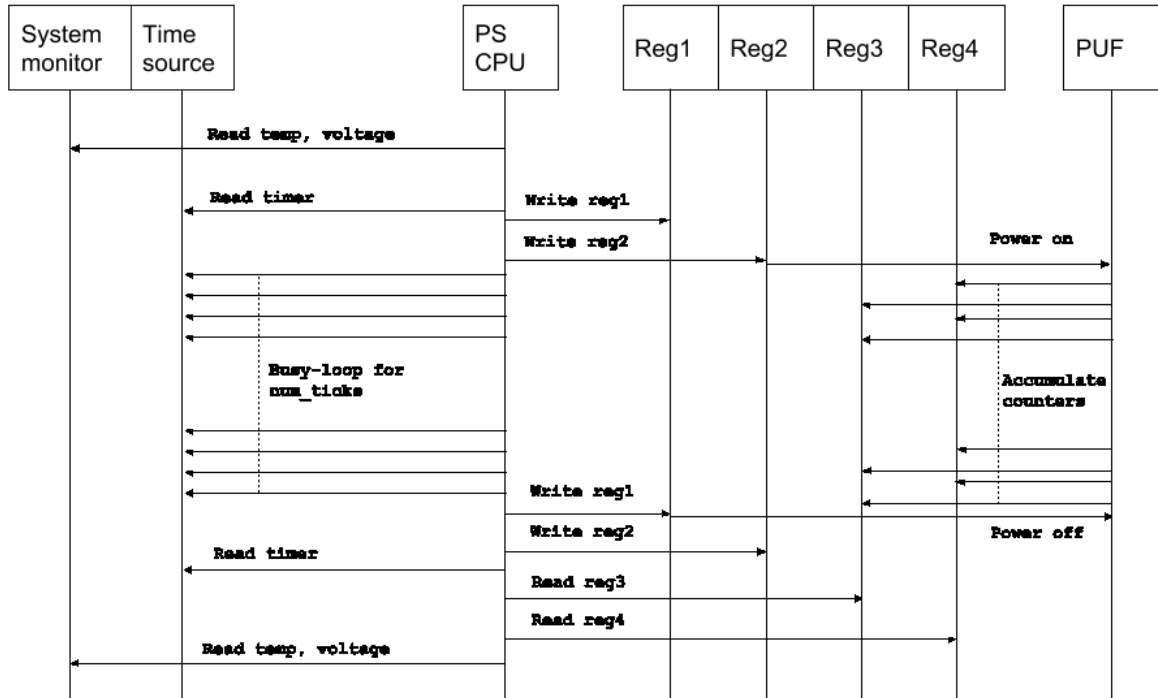 System
monitor
Time
source
PS
CPU
Reg1
Reg2
Reg3
Reg4
PUF
Read temp, voltage
Read timer
Write reg1
Write reg2
Power on
Busy-loop for
num_ticks
Accumulate
counters
Write reg1
Write reg2
Power off
Read timer
Read reg3
Read reg4
Read temp, voltage